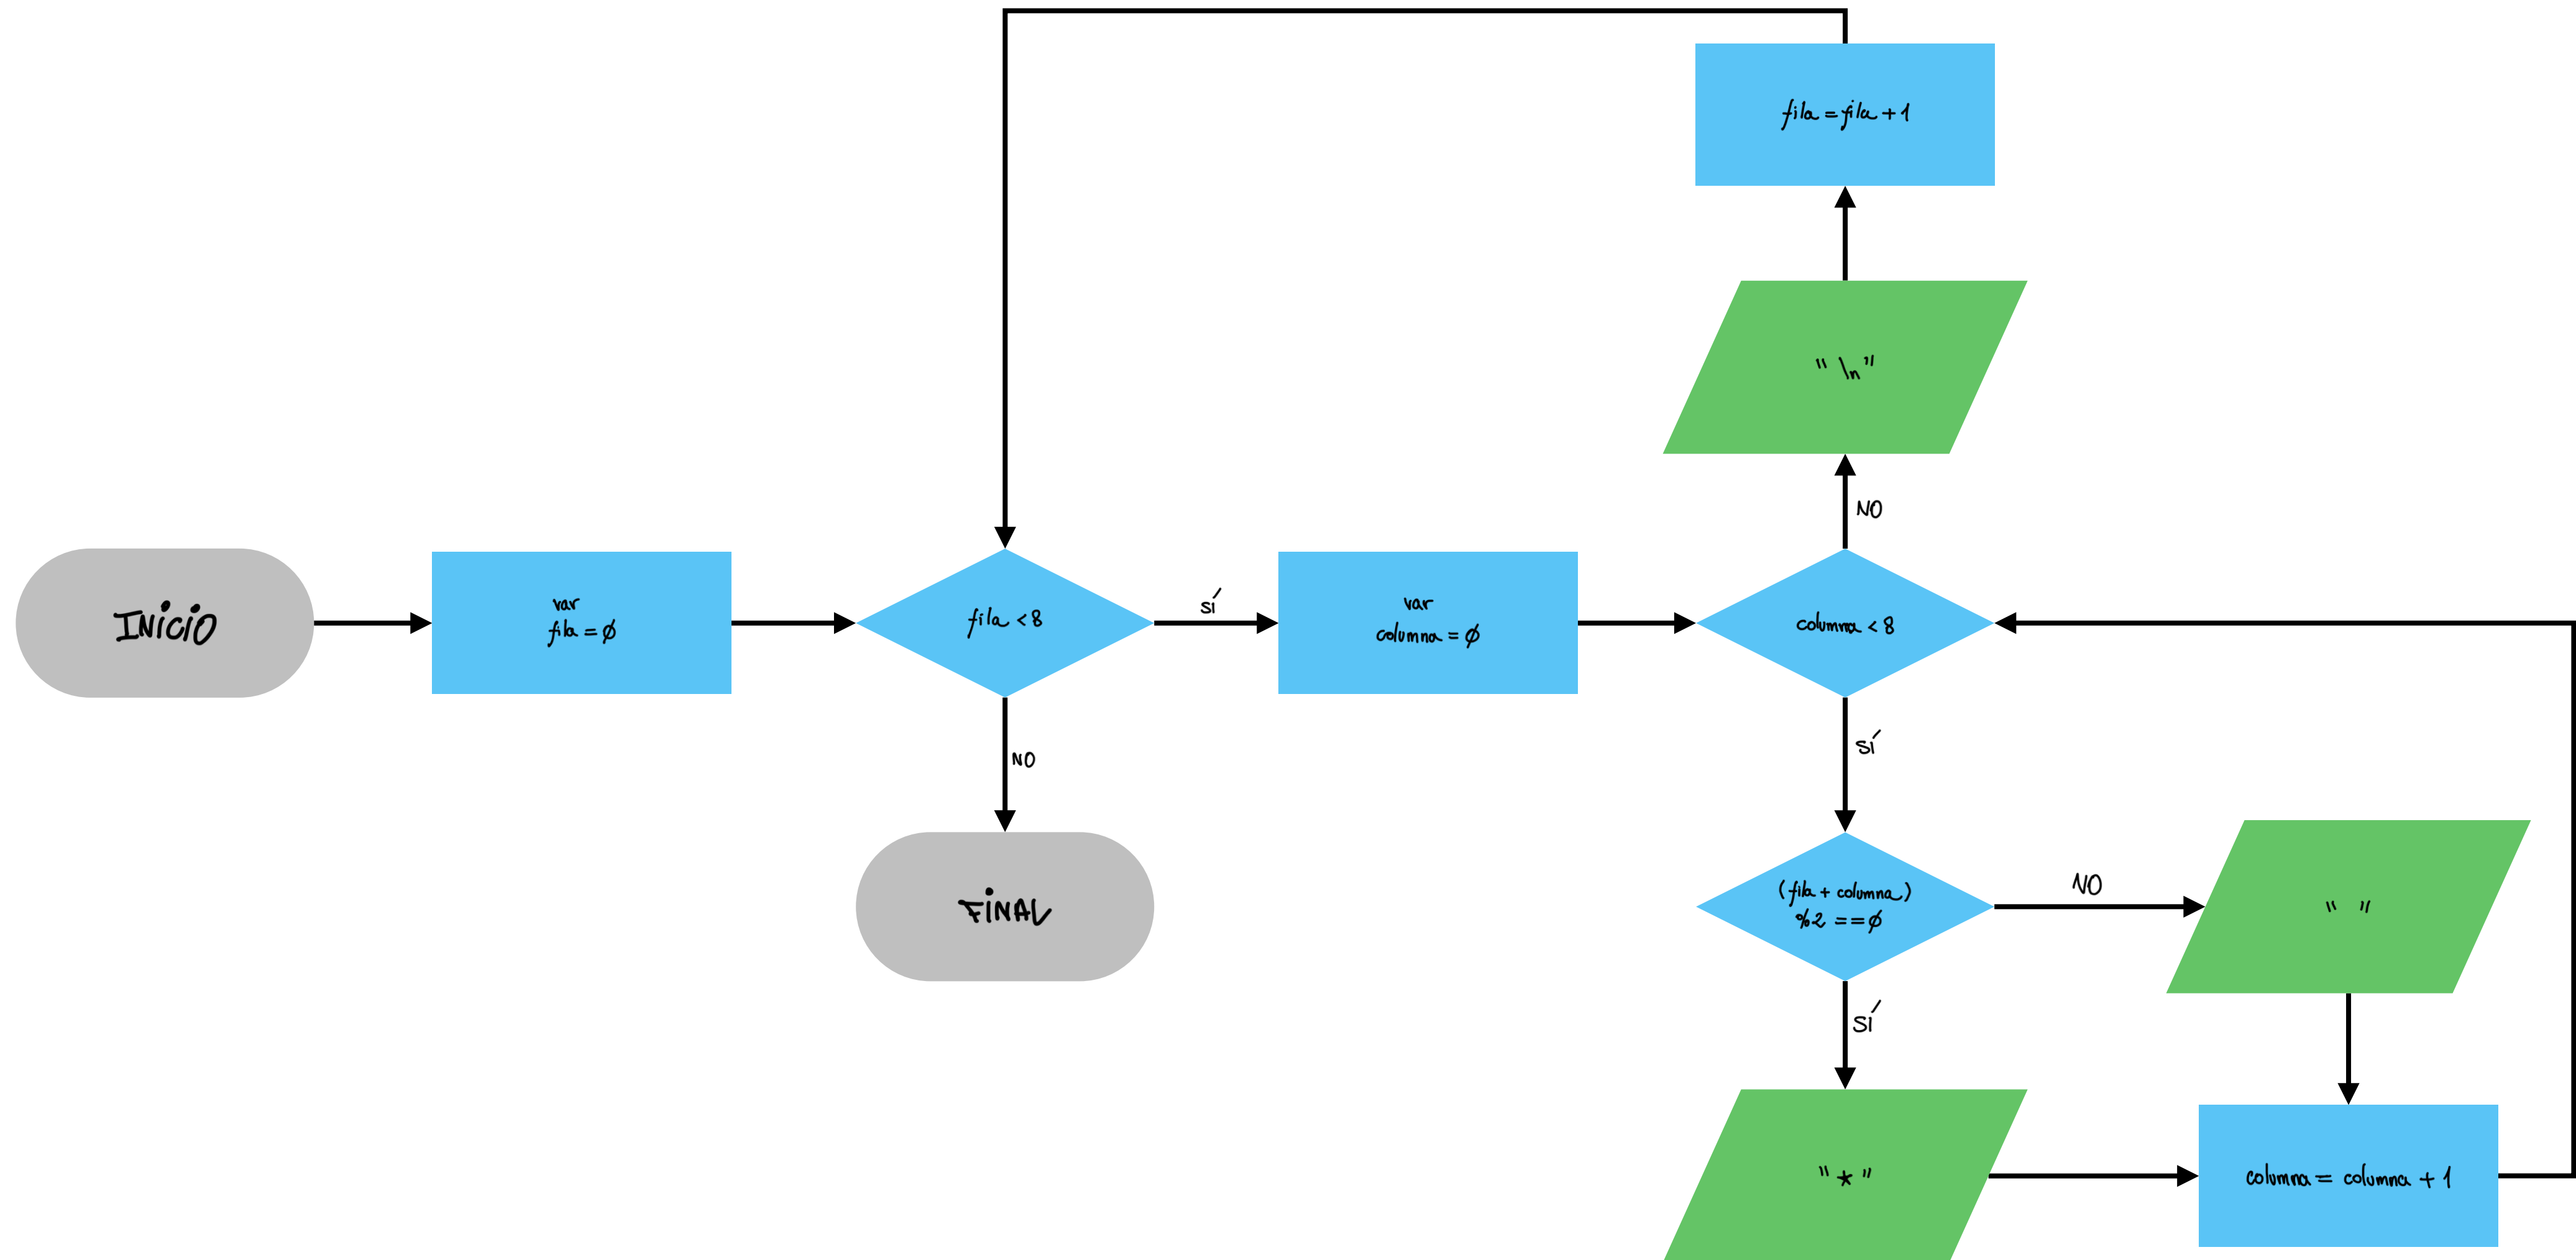 fila = fila + 1
" \n"
NO
INICIO
var
fila = Ø
fila < 8
SÍ
var
columna = Ø
columna < 8
NO
SÍ
FINAL
(fila + columna)
%2 == Ø
NO
" "
SÍ
"*"
columna = columna + 1